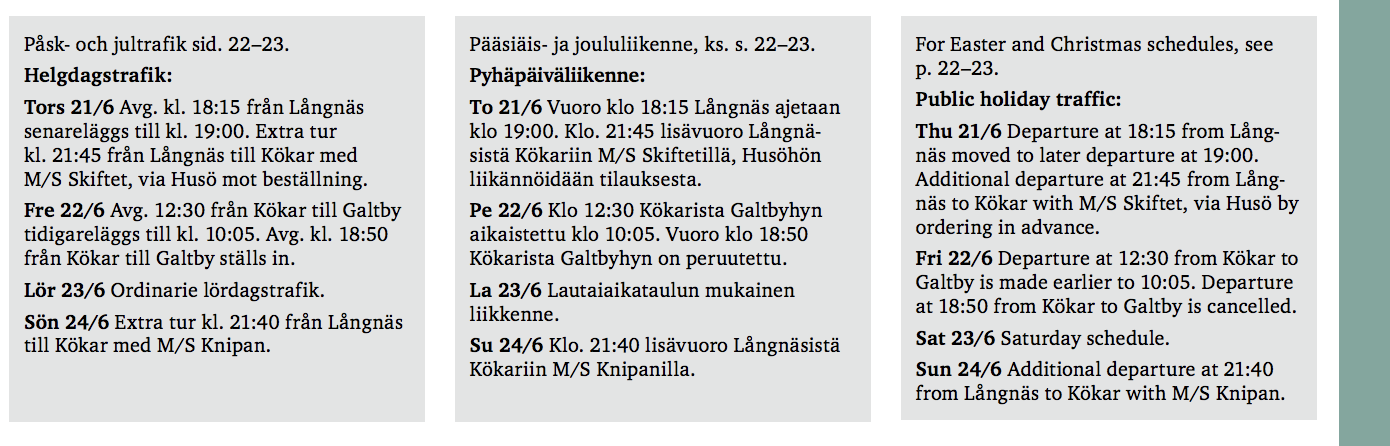 Påsk- och jultrafik sid. 22–23.
Helgdagstrafik:
Tors 21/6 Avg. kl. 18:15 från Långnäs
senareläggs till kl. 19:00. Extra tur
kl. 21:45 från Långnäs till Kökar med
M/S Skiftet, via Husö mot beställning.
Fre 22/6 Avg. 12:30 från Kökar till Galtby
tidigareläggs till kl. 10:05. Avg. kl. 18:50
från Kökar till Galtby ställs in.
Lör 23/6 Ordinarie lördagstrafik.
Sön 24/6 Extra tur kl. 21:40 från Långnäs
till Kökar med M/S Knipan.
Pääsiäis- ja joululiikenne, ks. s. 22–23.
Pyhäpäiväliikenne:
To 21/6 Vuoro klo 18:15 Långnäs ajetaan
klo 19:00. Klo. 21:45 lisävuoro Långnä-
sistä Kökariin M/S Skiftetillä, Husöhön
liikännöidään tilauksesta.
Pe 22/6 Klo 12:30 Kökarista Galtbyhyn
aikaistettu klo 10:05. Vuoro klo 18:50
Kökarista Galtbyhyn on peruutettu.
La 23/6 Lautaiaikataulun mukainen
liikkenne.
Su 24/6 Klo. 21:40 lisävuoro Långnäsistä
Kökariin M/S Knipanilla.
For Easter and Christmas schedules, see
p. 22–23.
Public holiday traffic:
Thu 21/6 Departure at 18:15 from Lång-
näs moved to later departure at 19:00.
Additional departure at 21:45 from Lång-
näs to Kökar with M/S Skiftet, via Husö by
ordering in advance.
Fri 22/6 Departure at 12:30 from Kökar to
Galtby is made earlier to 10:05. Departure
at 18:50 from Kökar to Galtby is cancelled.
Sat 23/6 Saturday schedule.
Sun 24/6 Additional departure at 21:40
from Långnäs to Kökar with M/S Knipan.